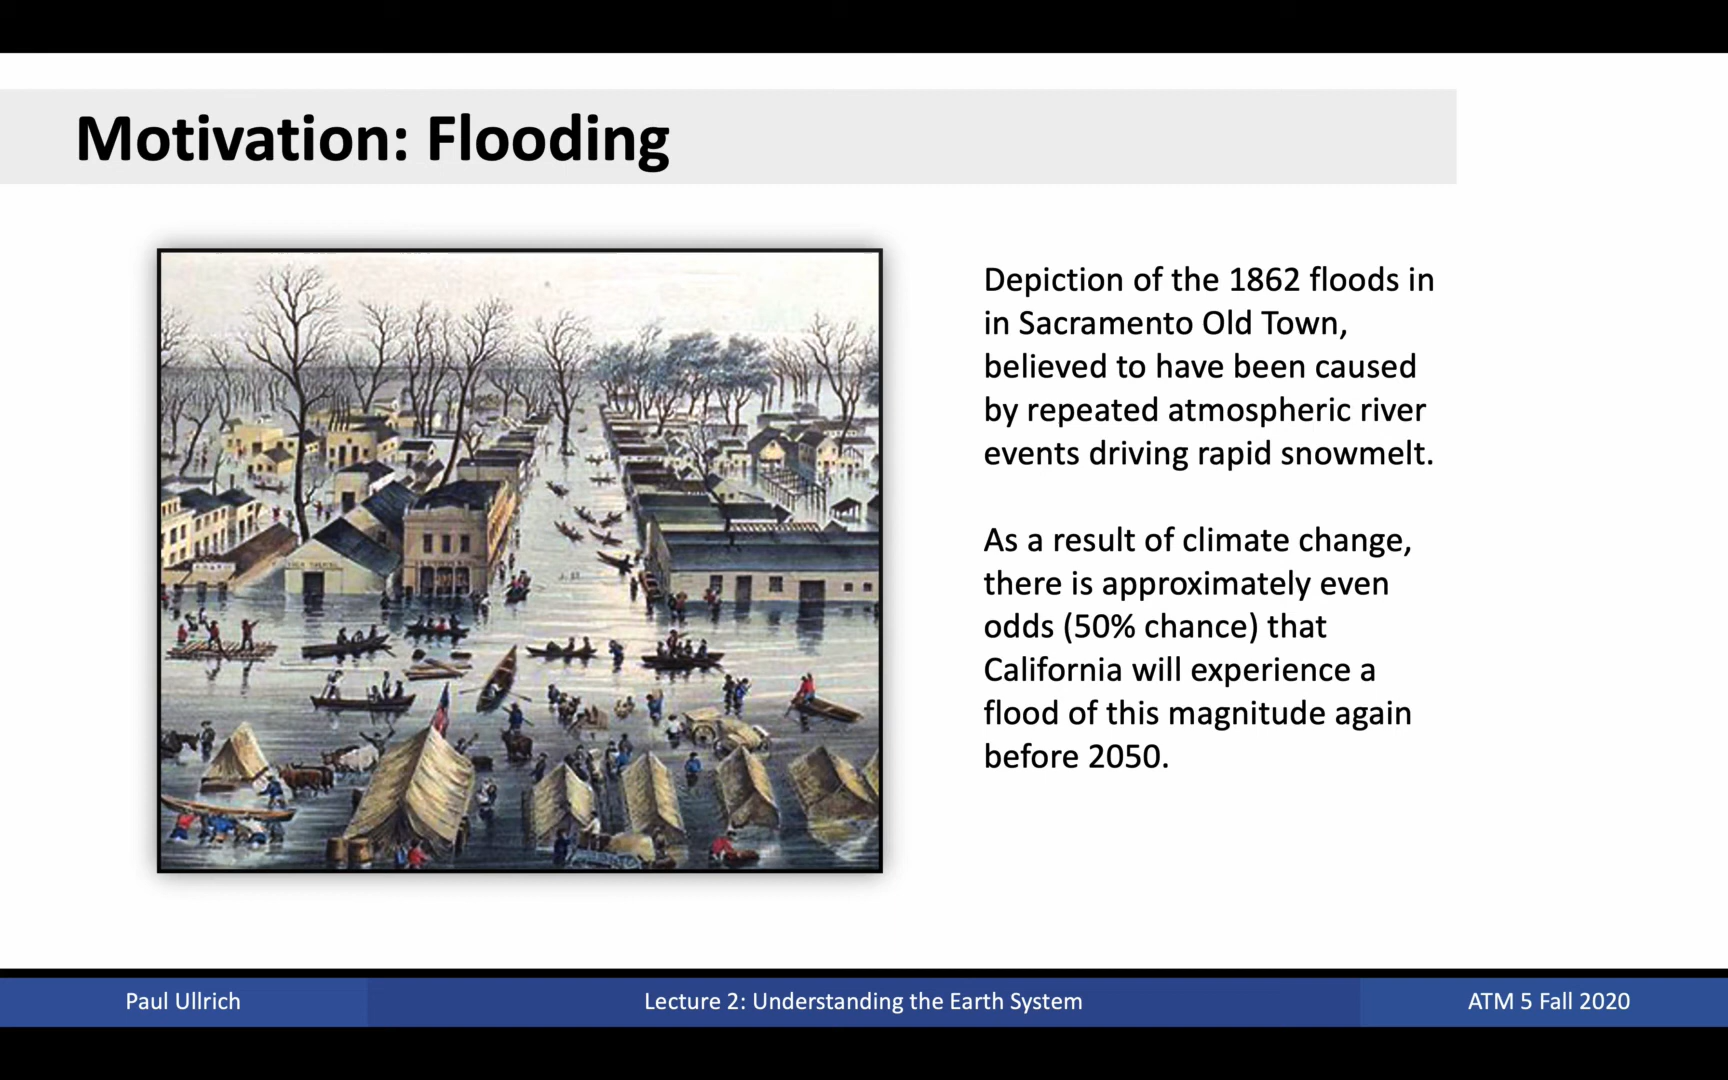 Motivation: Flooding
Depiction of the 1862 floods in
in Sacramento Old Town,
believed to have been caused
by repeated atmospheric river
events driving rapid snowmelt.
As a result of climate change,
there is approximately even
odds (50% chance) that
California will experience a
flood of this magnitude again
before 2050.
Paul Ullrich
Lecture 2: Understanding the Earth System
ATM 5 Fall 2020